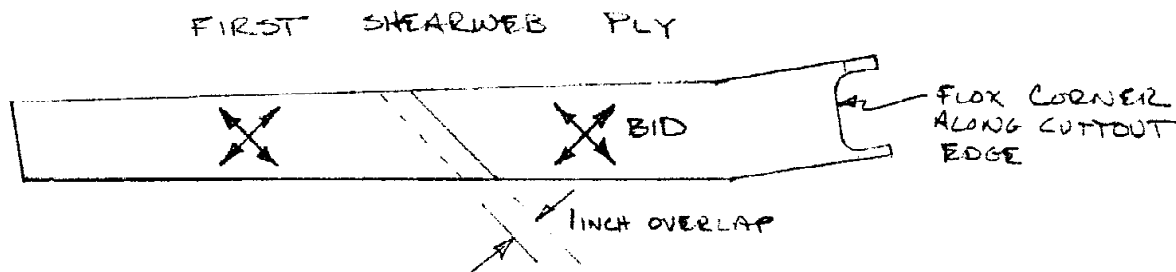 FIRST SHEARWEB PLY
BID
FLOX CORNER
ALONG CUTTOUT
EDGE
1 INCH OVERLAP